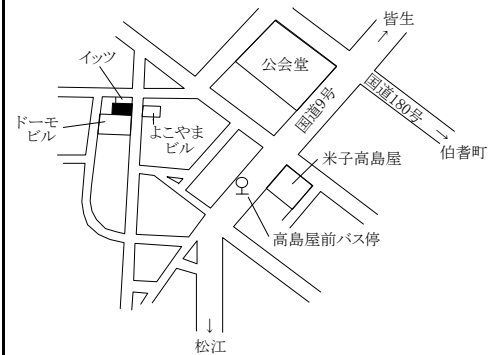 皆生
↑
イッツ
公会堂
国道9号
国道180号
ドーモ
ビル
よこやま
ビル
→
伯耆町
米子高島屋
高島屋前バス停
↓
松江